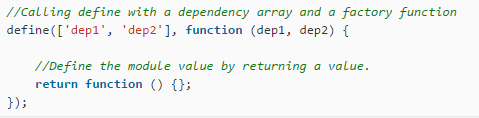 //Calling define with a dependency array and a factory function
define(['dep1', 'dep2'], function (dep1, dep2) {
//Define the module value by returning a value.
return function () {};
});